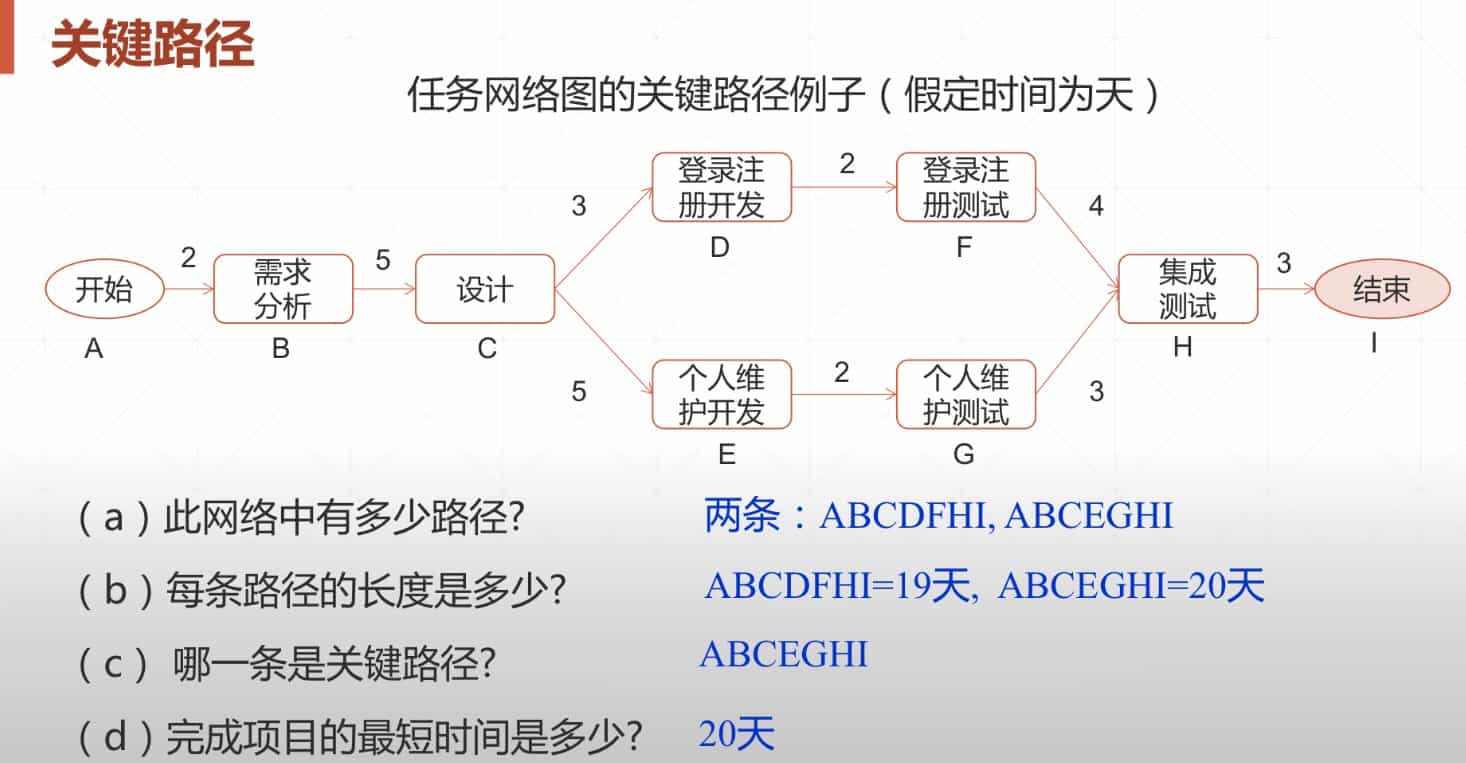 关键路径
任务网络图的关键路径例子（假定时间为天）
登录注
册开发
2
登录注
册测试
3
4
D
F
开始
2
需求
分析
5
设计
集成
测试
3
结束
A
B
C
H
I
5
个人维
护开发
2
个人维
护测试
3
E
G
（a）此网络中有多少路径?
两条：ABCDFHI, ABCEGHI
（b）每条路径的长度是多少?
ABCDFHI=19天, ABCEGHI=20天
（c） 哪一条是关键路径?
ABCEGHI
（d）完成项目的最短时间是多少?
20天